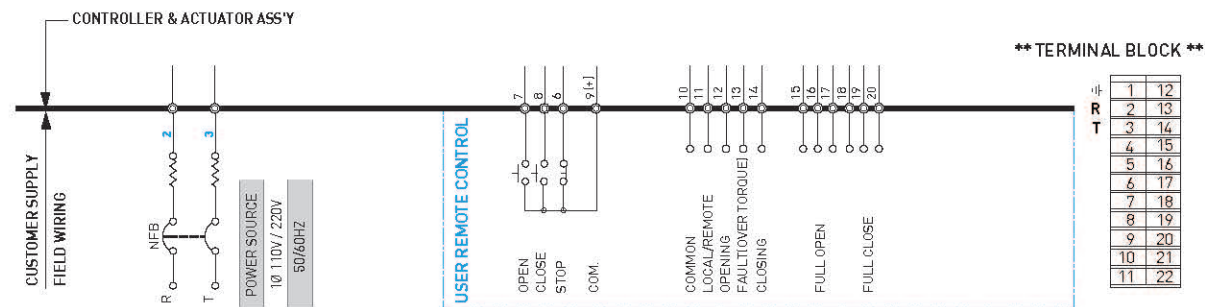 CONTROLLER & ACTUATOR ASS'Y
** TERMINAL BLOCK **
CUSTOMER SUPPLY
FIELD WIRING
2
3
NFB
R
T
POWER SOURCE
1Ø 110V / 220V
50/60HZ
USER REMOTE CONTROL
7
8
6
9(+)
OPEN
CLOSE
STOP
COM.
10
11
12
13
14
COMMON
LOCAL/REMOTE
OPENING
FAULT(OVER TORQUE)
CLOSING
15
16
17
18
19
20
FULL OPEN
FULL CLOSE
1 12
R 2 13
T 3 14
4 15
5 16
6 17
7 18
8 19
9 20
10 21
11 22